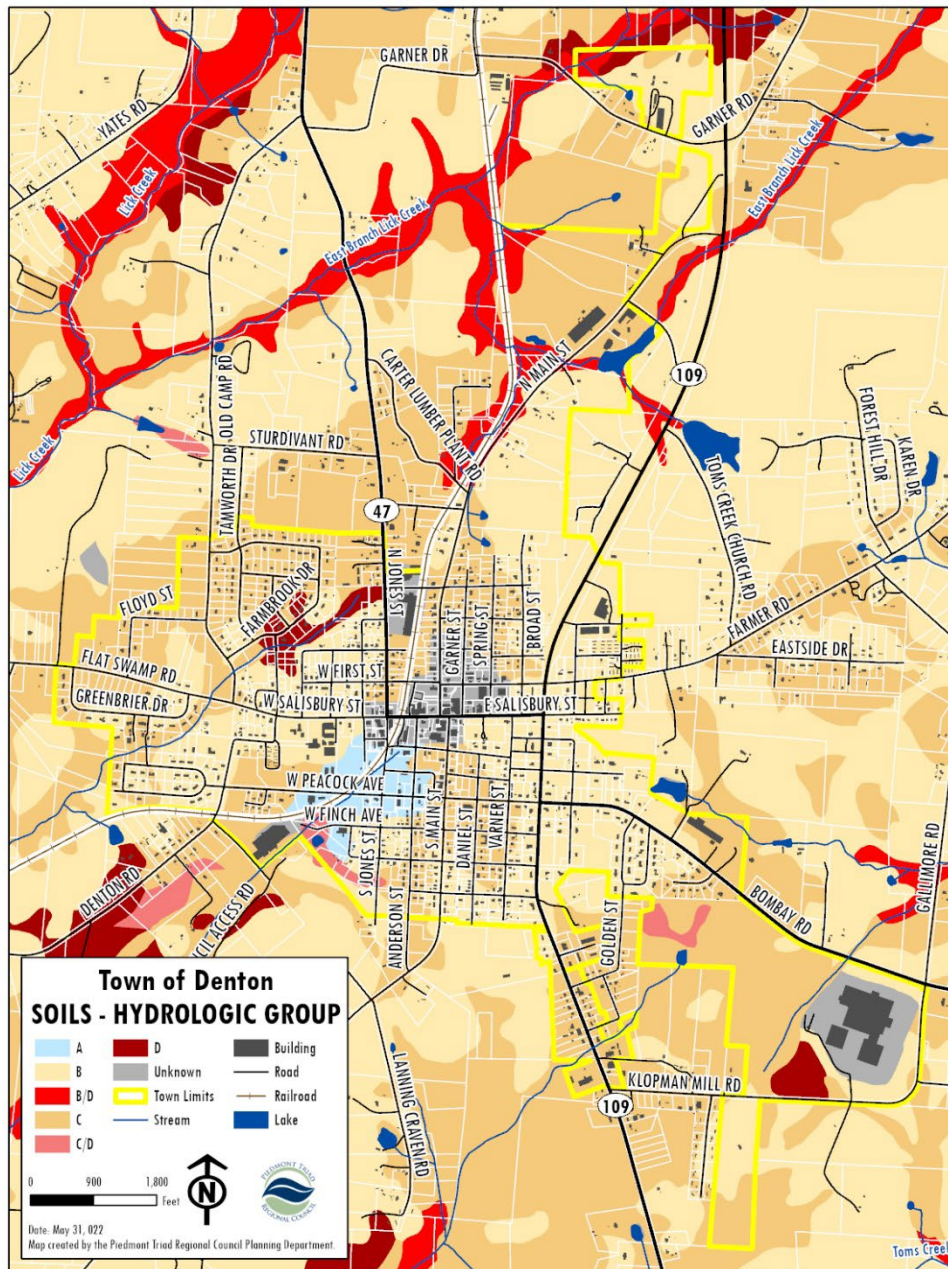 GARNER DR
YATES RD
GARNER RD
Lick Creek
East Branch Lick Creek
East Branch Lick Creek
N MAIN ST
109
CARTER LUMBER PLANT RD
OLD CAMP RD
TAMWORTH DR
STURDIVANT RD
Lick Creek
FOREST HILL DR
KAREN DR
TOMS CREEK CHURCH RD
47
N JONES ST
FLOYD ST
FARMBROOK DR
GARNER ST
SPRING ST
BROAD ST
FARMER RD
EASTSIDE DR
W FIRST ST
FLAT SWAMP RD
GREENBRIER DR
W SALISBURY ST
E SALISBURY ST
W PEACOCK AVE
W FINCH AVE
S JONES ST
S MAIN ST
DANIEL ST
VARNER ST
ANDERSON ST
DENTON RD
NCIL ACCESS RD
GOLDEN ST
BOMBAY RD
GALLIMORE RD
KLOPMAN MILL RD
109
LANNING CRAVEN RD
Toms Creek
Town of Denton
SOILS - HYDROLOGIC GROUP
A
B
B/D
C
C/D
D
Unknown
Town Limits
Stream
Building
Road
Railroad
Lake
0 900 1,800
Feet
N
PIEDMONT TRIAD
REGIONAL COUNCIL
Date: May 31, 022
Map created by the Piedmont Triad Regional Council Planning Department.